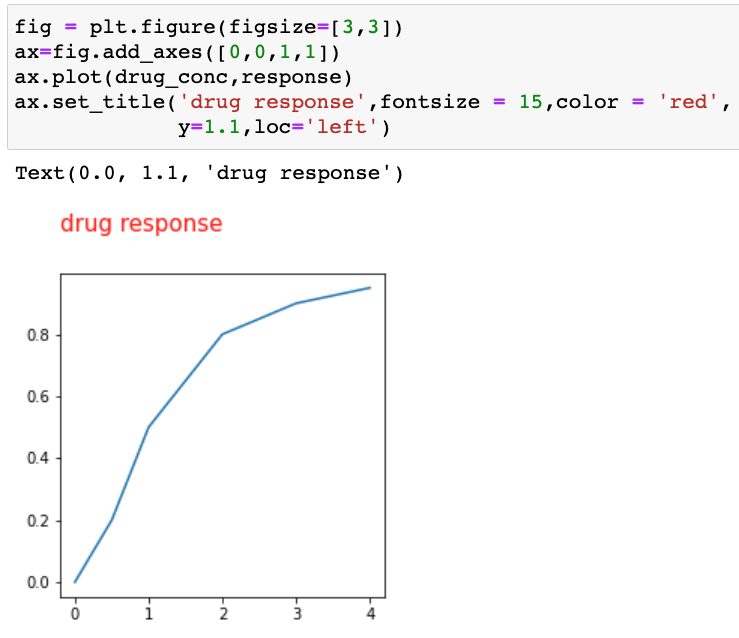 fig = plt.figure(figsize=[3,3])
ax=fig.add_axes([0,0,1,1])
ax.plot(drug_conc,response)
ax.set_title('drug response',fontsize = 15,color = 'red',
             y=1.1,loc='left')
Text(0.0, 1.1, 'drug response')
drug response
0.8
0.6
0.4
0.2
0.0
0 1 2 3 4